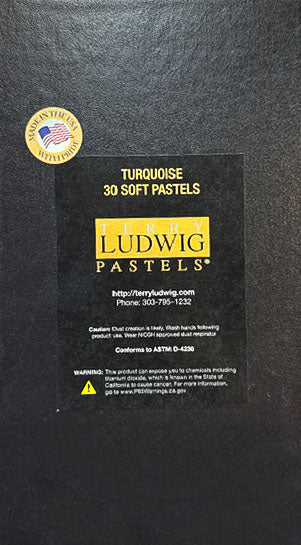 MADE IN THE USA
WITH PRIDE
TURQUOISE
30 SOFT PASTELS
TERRY
LUDWIG
PASTELS®
http://terryludwig.com
Phone: 303-795-1232
Caution: Dust creation is likely. Wash hands following
product use. Wear NIOSH approved dust respirator
Conforms to ASTM D-4236
WARNING: This product can expose you to chemicals including
titanium dioxide, which is known in the State of
California to cause cancer. For more information,
go to www.P65Warnings.ca.gov